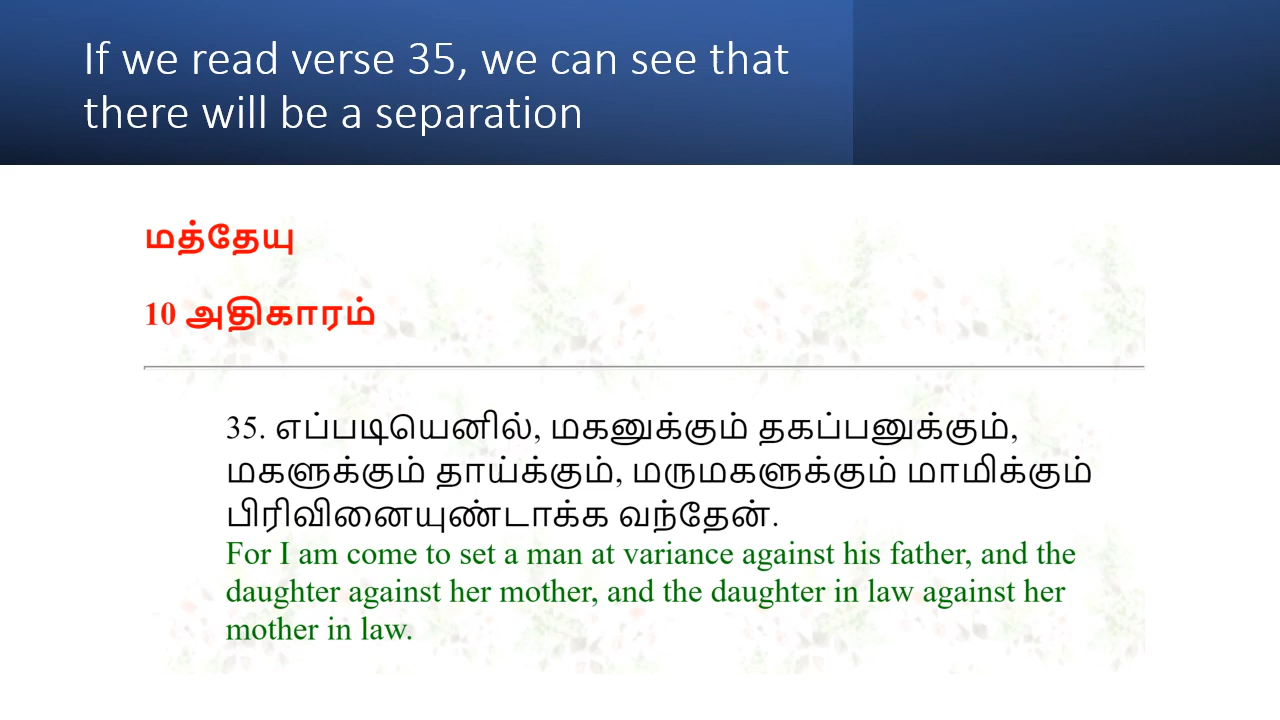 If we read verse 35, we can see that
there will be a separation
மத்தேயு
10 அதிகாரம்
35. எப்படியெனில், மகனுக்கும் தகப்பனுக்கும்,
மகளுக்கும் தாய்க்கும், மருமகளுக்கும் மாமிக்கும்
பிரிவினையுண்டாக்க வந்தேன்.
For I am come to set a man at variance against his father, and the
daughter against her mother, and the daughter in law against her
mother in law.